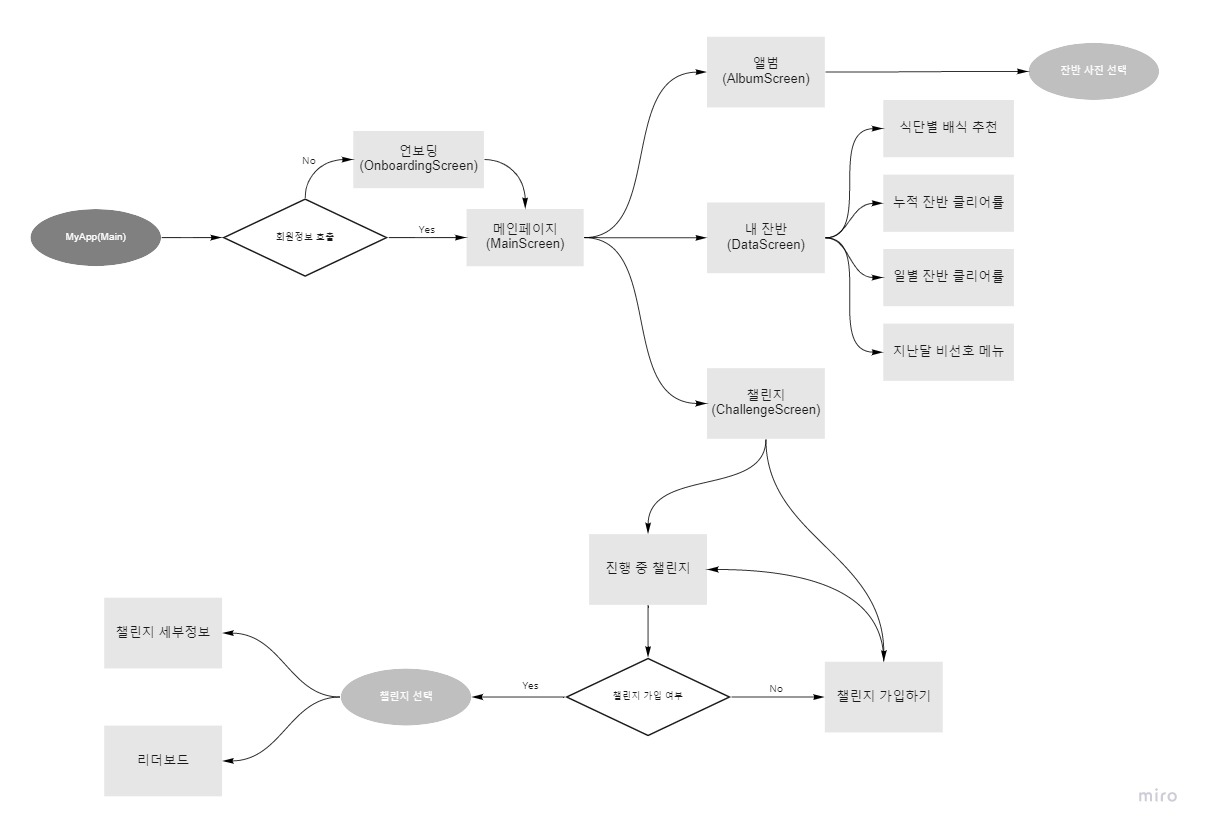 앨범
(AlbumScreen)
잔반 사진 선택
식단별 배식 추천
No
언보딩
(OnboardingScreen)
누적 잔반 클리어률
MyApp(Main)
회원정보 호출
Yes
메인페이지
(MainScreen)
내 잔반
(DataScreen)
일별 잔반 클리어률
지난달 비선호 메뉴
챌린지
(ChallengeScreen)
진행 중 챌린지
챌린지 세부정보
챌린지 선택
Yes
챌린지 가입 여부
No
챌린지 가입하기
리더보드
miro